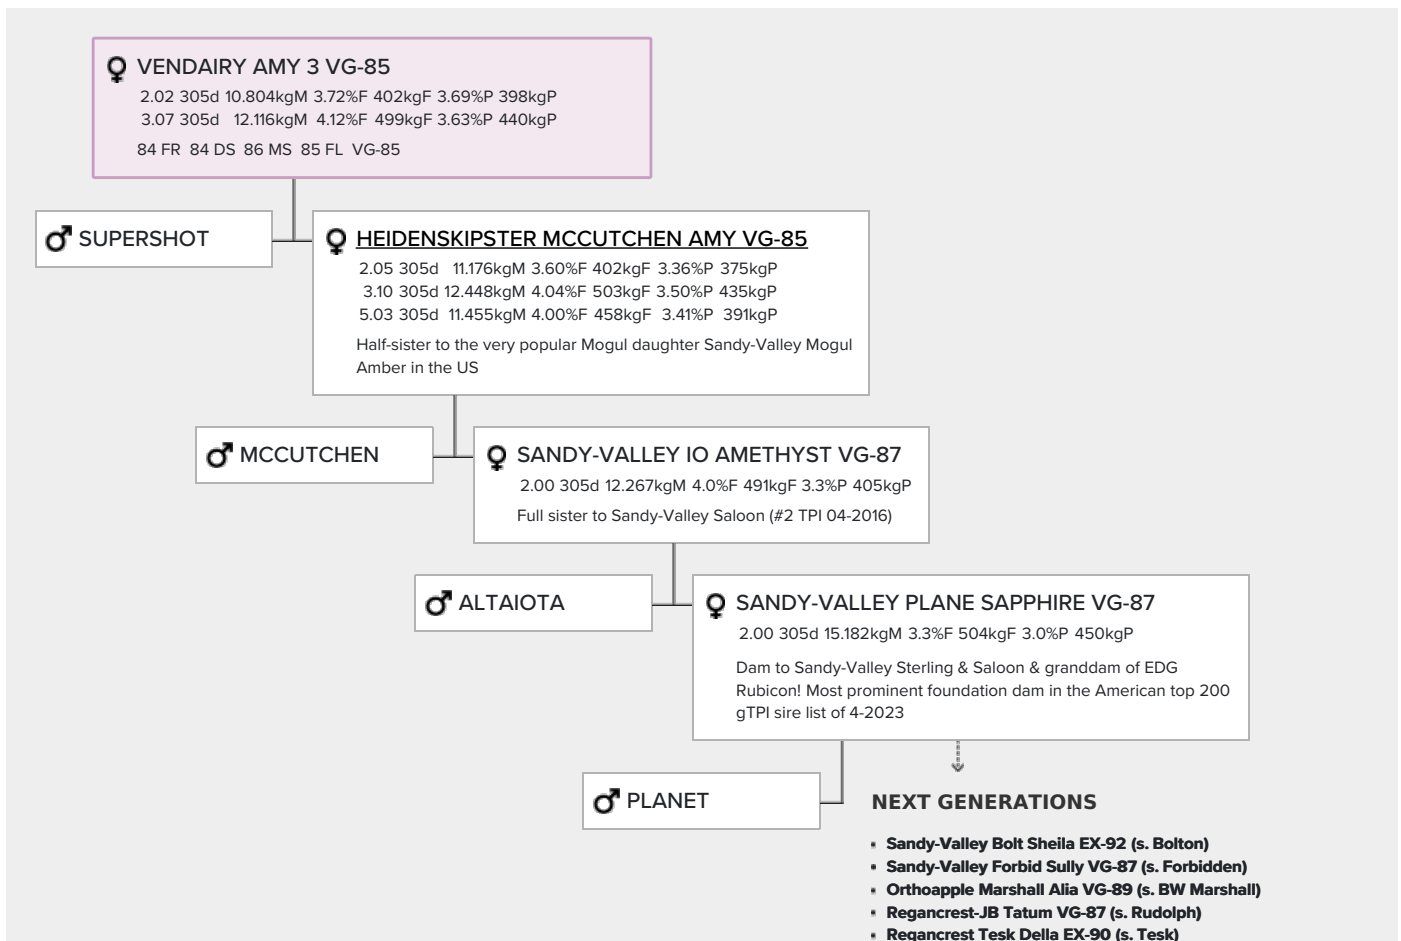 VENDAIRY AMY 3 VG-85
2.02 305d 10.804kgM 3.72%F 402kgF 3.69%P 398kgP
3.07 305d 12.116kgM 4.12%F 499kgF 3.63%P 440kgP
84 FR 84 DS 86 MS 85 FL VG-85
SUPERSHOT
HEIDENSKIPSTER MCCUTCHEN AMY VG-85
2.05 305d 11.176kgM 3.60%F 402kgF 3.36%P 375kgP
3.10 305d 12.448kgM 4.04%F 503kgF 3.50%P 435kgP
5.03 305d 11.455kgM 4.00%F 458kgF 3.41%P 391kgP
Half-sister to the very popular Mogul daughter Sandy-Valley Mogul
Amber in the US
MCCUTCHEN
SANDY-VALLEY IO AMETHYST VG-87
2.00 305d 12.267kgM 4.0%F 491kgF 3.3%P 405kgP
Full sister to Sandy-Valley Saloon (#2 TPI 04-2016)
ALTAIOTA
SANDY-VALLEY PLANE SAPPHIRE VG-87
2.00 305d 15.182kgM 3.3%F 504kgF 3.0%P 450kgP
Dam to Sandy-Valley Sterling & Saloon & granddam of EDG
Rubicon! Most prominent foundation dam in the American top 200
gTPI sire list of 4-2023
PLANET
NEXT GENERATIONS
Sandy-Valley Bolt Sheila EX-92 (s. Bolton)
Sandy-Valley Forbid Sully VG-87 (s. Forbidden)
Orthoapple Marshall Alia VG-89 (s. BW Marshall)
Regancrest-JB Tatum VG-87 (s. Rudolph)
Regancrest Tesk Della EX-90 (s. Tesk)